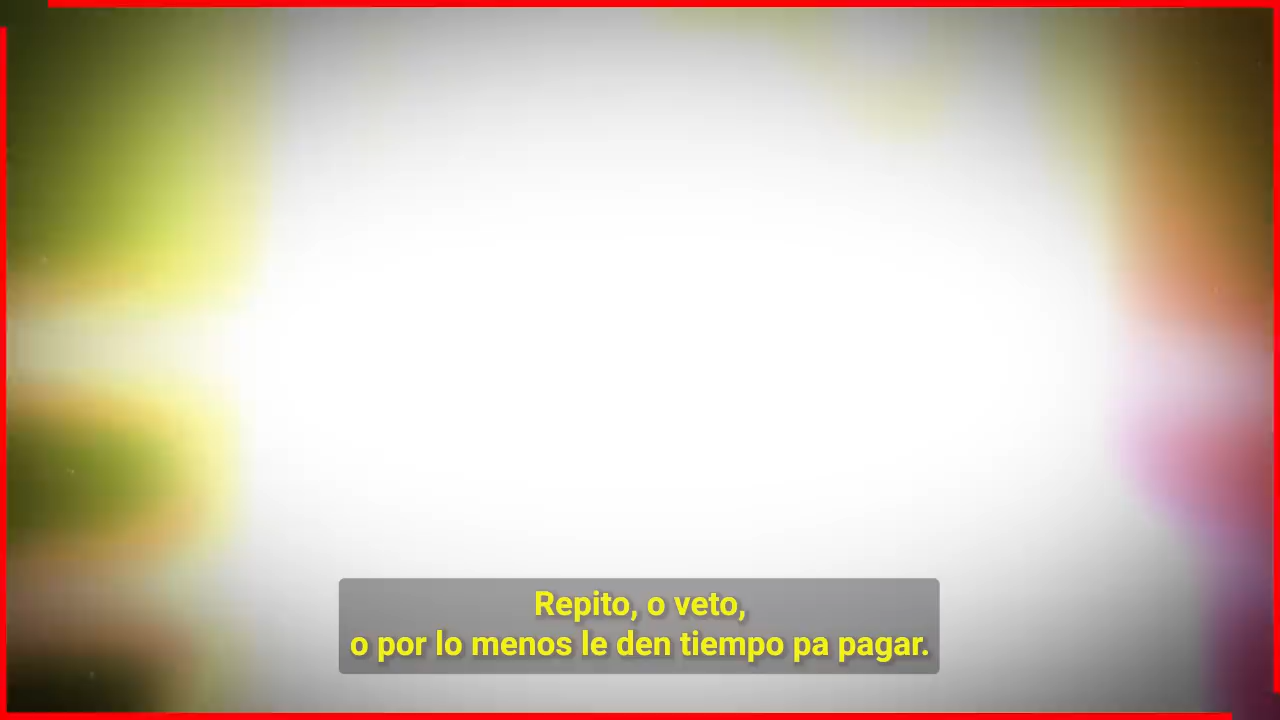 Repito, o veto,
o por lo menos le den tiempo pa pagar.